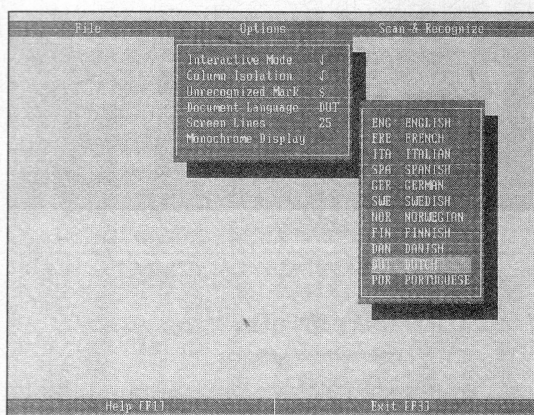 File Options Scan & Recognize
Interactive Mode √
Column Isolation √
Unrecognized Mark s
Document Language DUT
Screen Lines 25
Monochrome Display
ENG ENGLISH
FRE FRENCH
ITA ITALIAN
SPA SPANISH
GER GERMAN
SWE SWEDISH
NOR NORWEGIAN
FIN FINNISH
DAN DANISH
DUT DUTCH
POR PORTUGUESE
Help [F1] Exit [F3]